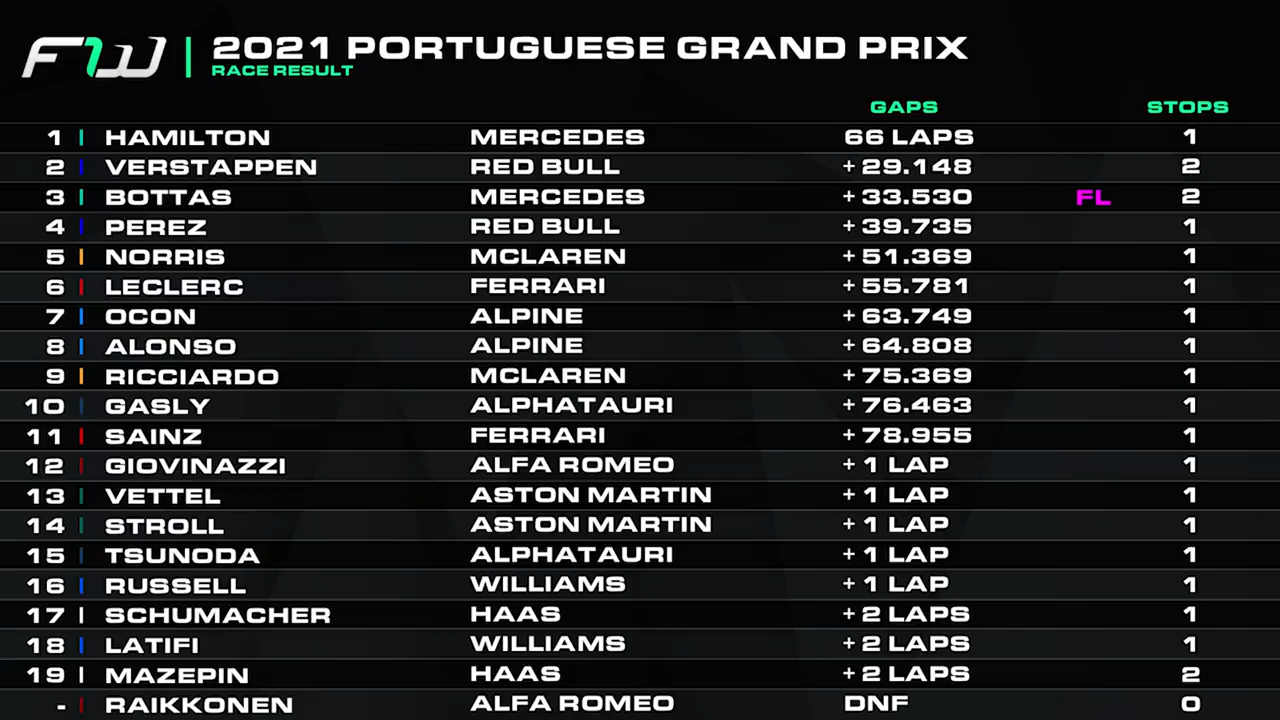 F1W | 2021 PORTUGUESE GRAND PRIX
RACE RESULT
GAPS STOPS
1 HAMILTON MERCEDES 66 LAPS 1
2 VERSTAPPEN RED BULL +29.148 2
3 BOTTAS MERCEDES +33.530 FL 2
4 PEREZ RED BULL +39.735 1
5 NORRIS MCLAREN +51.369 1
6 LECLERC FERRARI +55.781 1
7 OCON ALPINE +63.749 1
8 ALONSO ALPINE +64.808 1
9 RICCIARDO MCLAREN +75.369 1
10 GASLY ALPHATAURI +76.463 1
11 SAINZ FERRARI +78.955 1
12 GIOVINAZZI ALFA ROMEO +1 LAP 1
13 VETTEL ASTON MARTIN +1 LAP 1
14 STROLL ASTON MARTIN +1 LAP 1
15 TSUNODA ALPHATAURI +1 LAP 1
16 RUSSELL WILLIAMS +1 LAP 1
17 SCHUMACHER HAAS +2 LAPS 1
18 LATIFI WILLIAMS +2 LAPS 1
19 MAZEPIN HAAS +2 LAPS 2
- RAIKKONEN ALFA ROMEO DNF 0